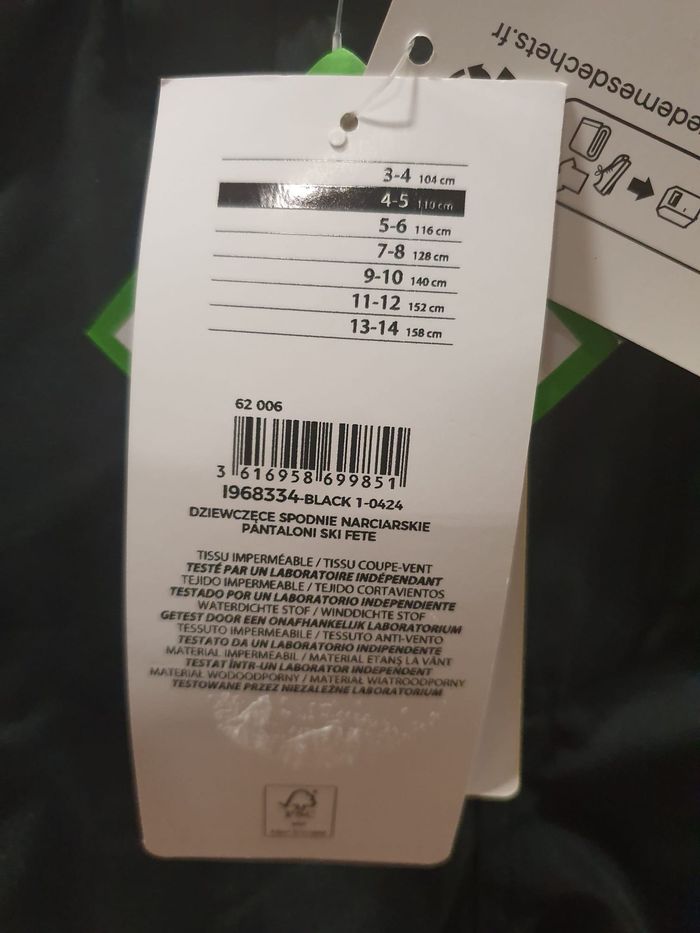 edemesdechets.fr
3-4 104 cm
4-5 110 cm
5-6 116 cm
7-8 128 cm
9-10 140 cm
11-12 152 cm
13-14 158 cm
62 006
3 616958 699851
I968334-BLACK 1-0424
DZIEWCZĘCE SPODNIE NARCIARSKIE
PANTALONI SKI FETE
TISSU IMPERMÉABLE / TISSU COUPE-VENT
TESTÉ PAR UN LABORATOIRE INDÉPENDANT
TEJIDO IMPERMEABLE / TEJIDO CORTAVIENTOS
TESTADO POR UN LABORATORIO INDEPENDIENTE
WATERDICHTE STOF / WINDDICHTE STOF
GETEST DOOR EEN ONAFHANKELIJK LABORATORIUM
TESSUTO IMPERMEABILE / TESSUTO ANTI-VENTO
TESTATO DA UN LABORATORIO INDIPENDENTE
MATERIAL IMPERMEABIL / MATERIAL ETANȘ LA VÂNT
TESTAT ÎNTR-UN LABORATOR INDEPENDENT
MATERIAŁ WODOODPORNY / MATERIAŁ WIATROODPORNY
TESTOWANE PRZEZ NIEZALEŻNE LABORATORIUM
FSC